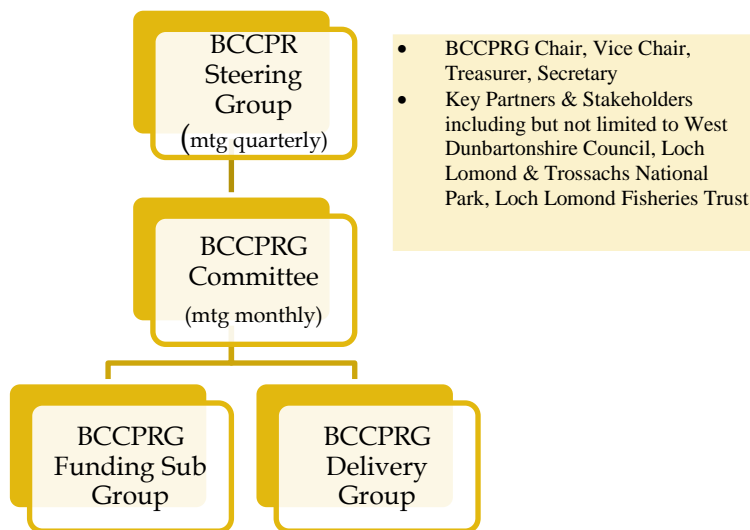 BCCPR
Steering
Group
(mtg quarterly)
• BCCPRG Chair, Vice Chair,
Treasurer, Secretary
• Key Partners & Stakeholders
including but not limited to West
Dunbartonshire Council, Loch
Lomond & Trossachs National
Park, Loch Lomond Fisheries Trust
BCCPRG
Committee
(mtg monthly)
BCCPRG
Funding Sub
Group
BCCPRG
Delivery
Group